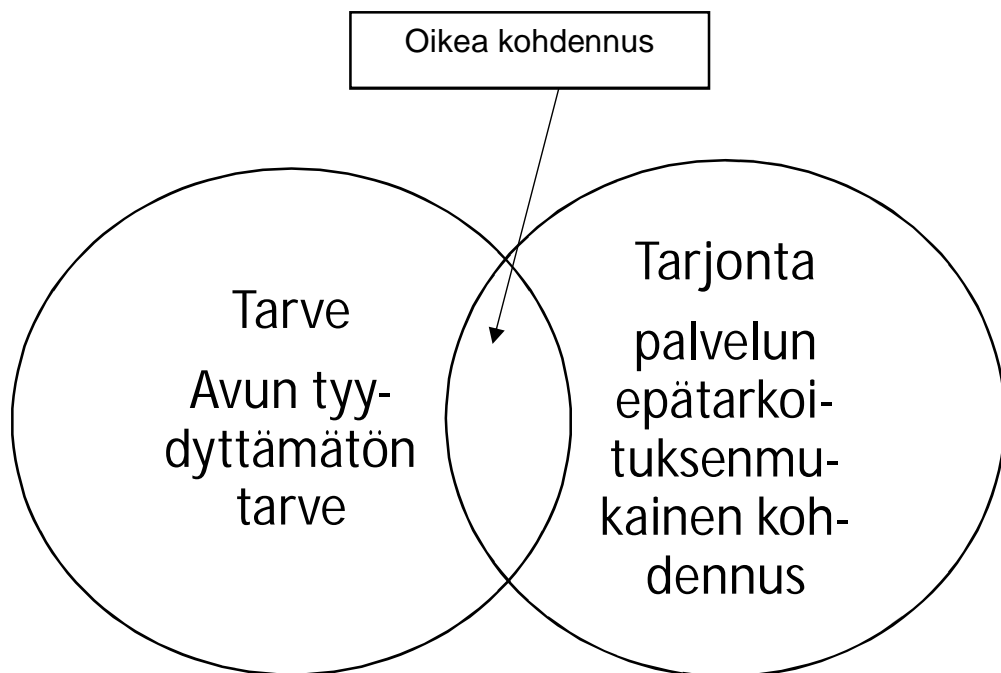 Oikea kohdennus
Tarve
Avun tyy-
dyttämätön
tarve
Tarjonta
palvelun
epätarkoi-
tuksenmu-
kainen koh-
dennus